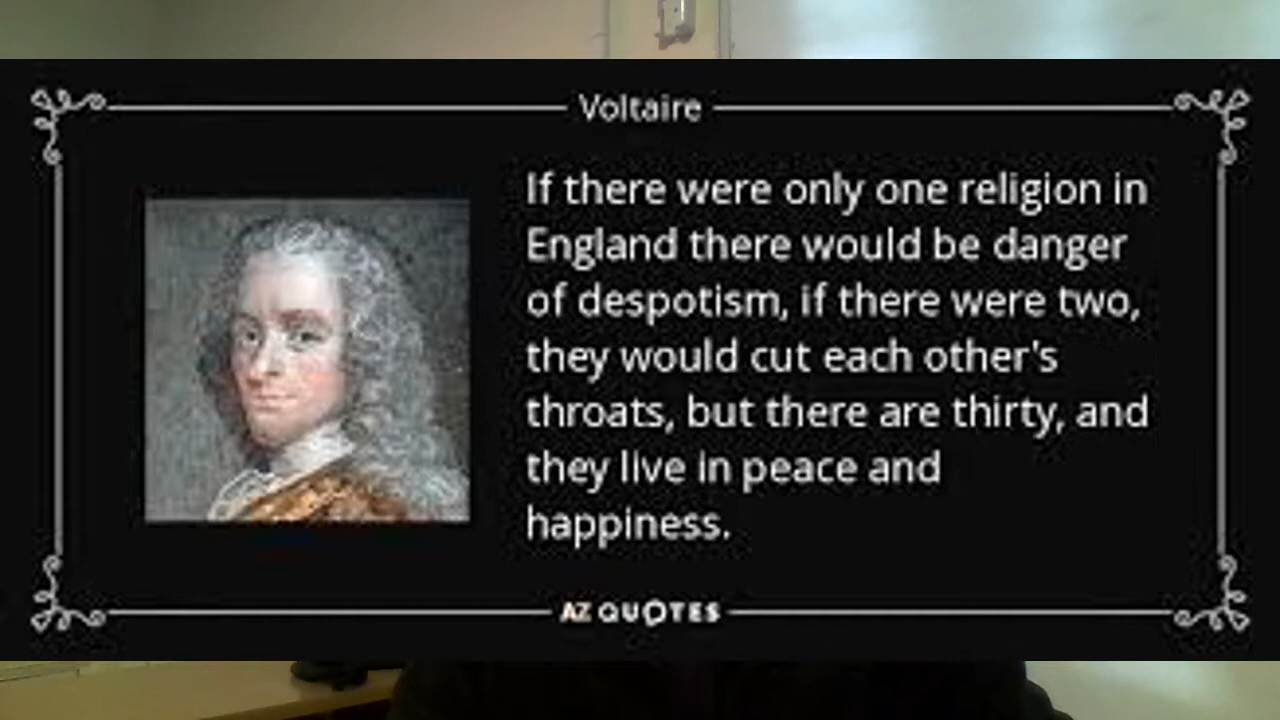 Voltaire
If there were only one religion in
England there would be danger
of despotism, if there were two,
they would cut each other's
throats, but there are thirty, and
they live in peace and
happiness.
AZ QUOTES